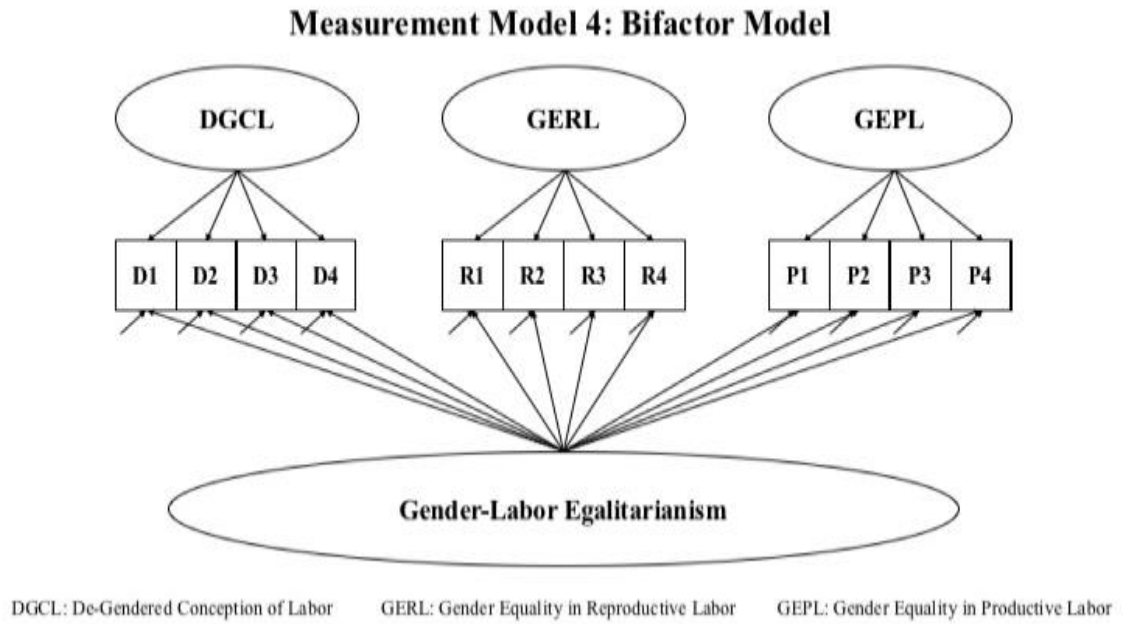 Measurement Model 4: Bifactor Model
DGCL GERL GEPL
D1 D2 D3 D4 R1 R2 R3 R4 P1 P2 P3 P4
Gender-Labor Egalitarianism
DGCL: De-Gendered Conception of Labor GERL: Gender Equality in Reproductive Labor GEPL: Gender Equality in Productive Labor